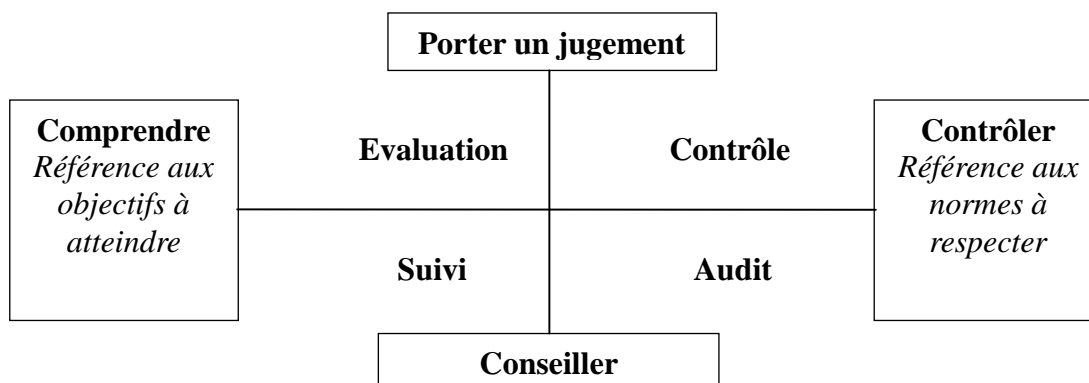 Porter un jugement
Comprendre
Référence aux
objectifs à
atteindre
Evaluation
Contrôle
Contrôler
Référence aux
normes à
respecter
Suivi
Audit
Conseiller